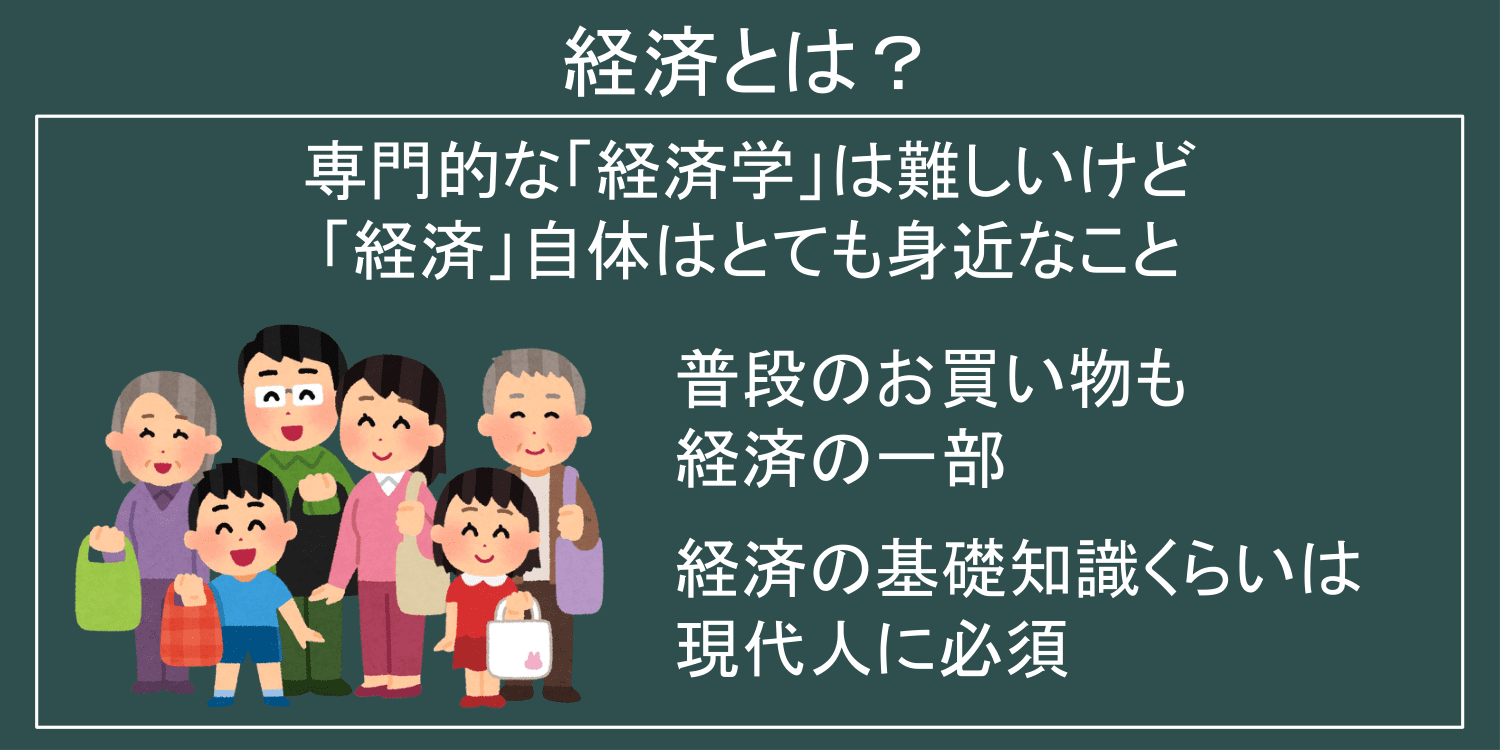 経済とは？
専門的な「経済学」は難しいけど
「経済」自体はとても身近なこと
普段のお買い物も
経済の一部
経済の基礎知識くらいは
現代人に必須